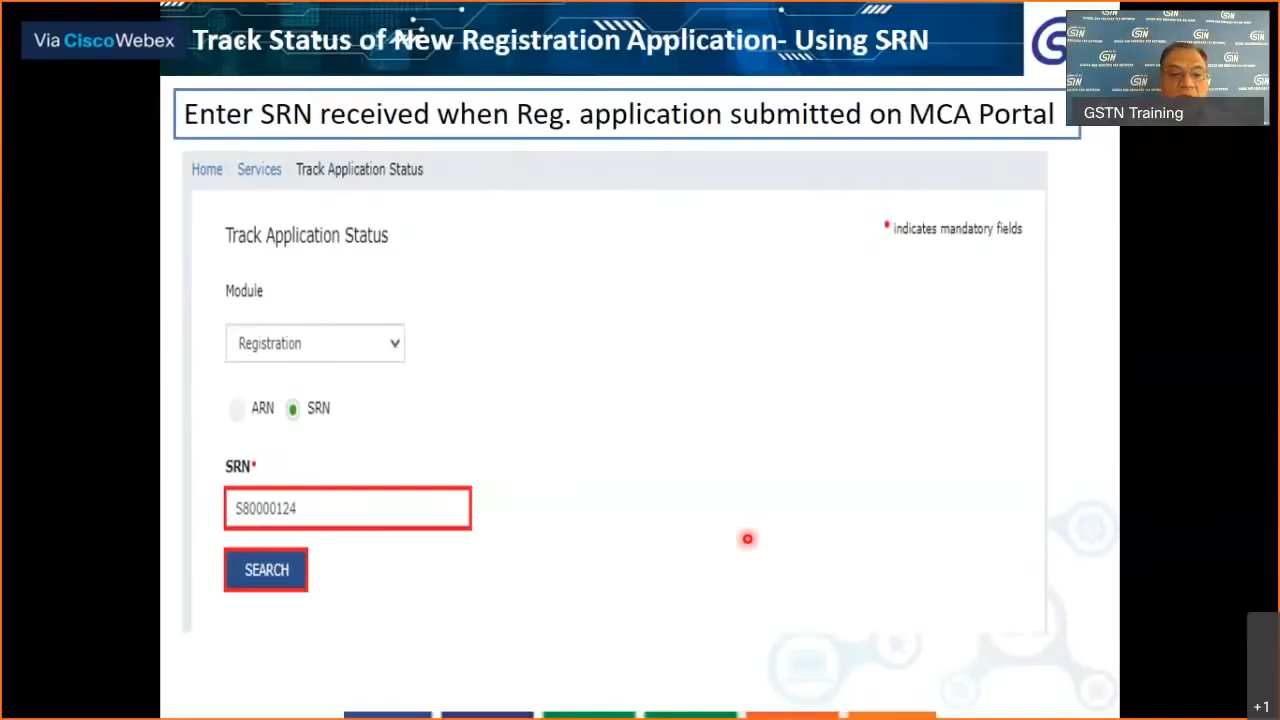 Via CiscoWebex
Track Status of New Registration Application- Using SRN
GSTN Training
Enter SRN received when Reg. application submitted on MCA Portal
Home Services Track Application Status
Track Application Status
* indicates mandatory fields
Module
Registration
ARN SRN
SRN*
S80000124
SEARCH
+1